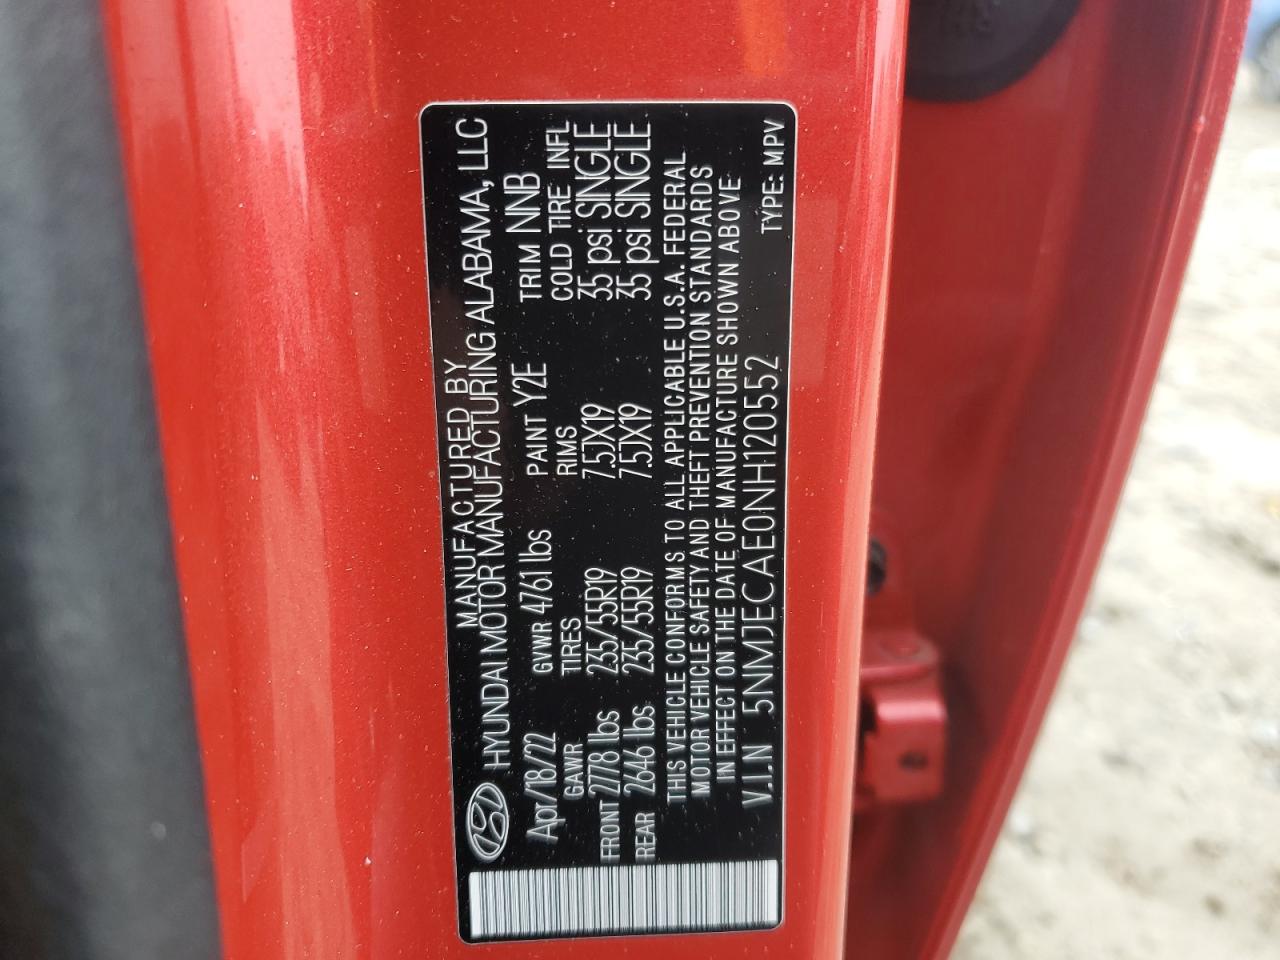 MANUFACTURED BY
HYUNDAI MOTOR MANUFACTURING ALABAMA, LLC
Apr/18/22 GVWR 4761 lbs PAINT Y2E TRIM NNB
GAWR TIRES RIMS COLD TIRE INFL
FRONT 2778 lbs 235/55R19 7.5JX19 35 psi SINGLE
REAR 2646 lbs 235/55R19 7.5JX19 35 psi SINGLE
THIS VEHICLE CONFORMS TO ALL APPLICABLE U.S.A. FEDERAL
MOTOR VEHICLE SAFETY AND THEFT PREVENTION STANDARDS
IN EFFECT ON THE DATE OF MANUFACTURE SHOWN ABOVE
V.I.N 5NMJECAE0NH120552 TYPE: MPV